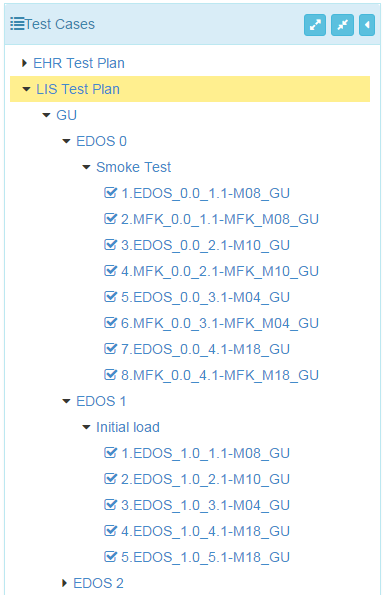 Test Cases
EHR Test Plan
LIS Test Plan
GU
EDOS 0
Smoke Test
1.EDOS_0.0_1.1-M08_GU
2.MFK_0.0_1.1-MFK_M08_GU
3.EDOS_0.0_2.1-M10_GU
4.MFK_0.0_2.1-MFK_M10_GU
5.EDOS_0.0_3.1-M04_GU
6.MFK_0.0_3.1-MFK_M04_GU
7.EDOS_0.0_4.1-M18_GU
8.MFK_0.0_4.1-MFK_M18_GU
EDOS 1
Initial load
1.EDOS_1.0_1.1-M08_GU
2.EDOS_1.0_2.1-M10_GU
3.EDOS_1.0_3.1-M04_GU
4.EDOS_1.0_4.1-M18_GU
5.EDOS_1.0_5.1-M18_GU
EDOS 2